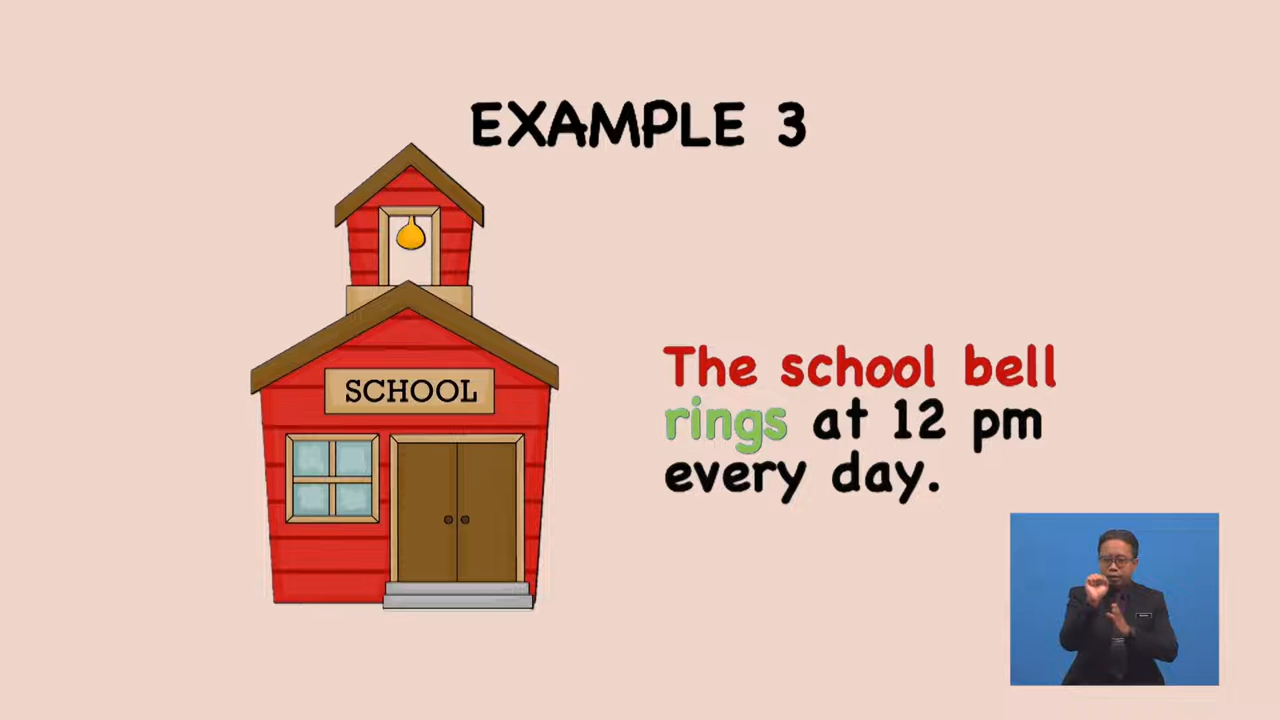 EXAMPLE 3
SCHOOL
The school bell
rings at 12 pm
every day.